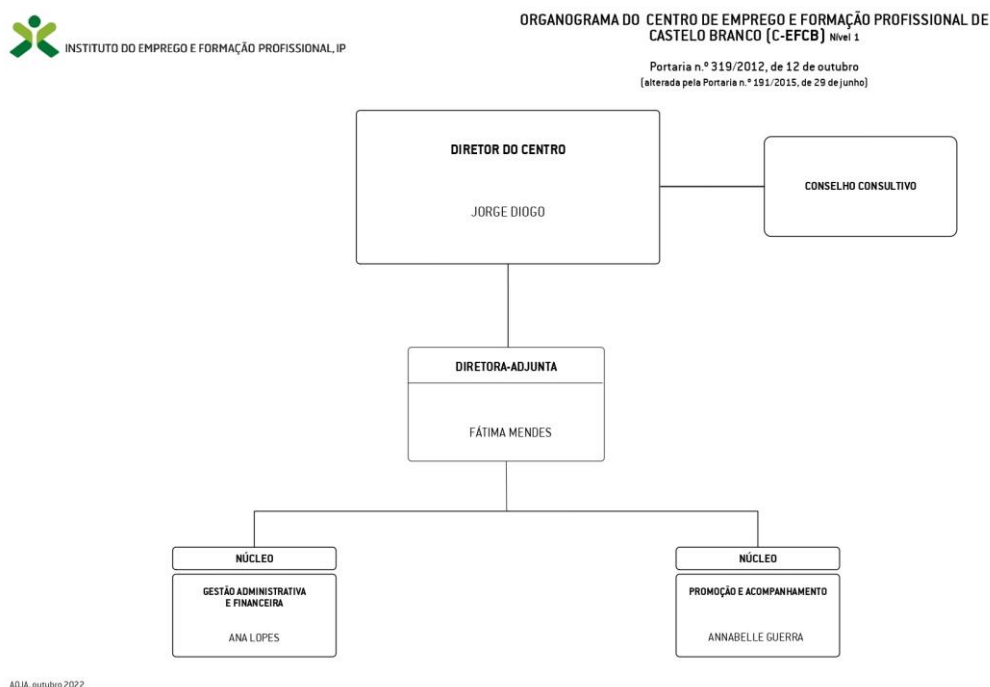 INSTITUTO DO EMPREGO E FORMAÇÃO PROFISSIONAL, IP
ORGANOGRAMA DO CENTRO DE EMPREGO E FORMAÇÃO PROFISSIONAL DE
CASTELO BRANCO (C-EFCB) Nível 1
Portaria n.º 319/2012, de 12 de outubro
(alterada pela Portaria n.º 191/2015, de 29 de junho)
DIRETOR DO CENTRO
JORGE DIOGO
CONSELHO CONSULTIVO
DIRETORA-ADJUNTA
FÁTIMA MENDES
NÚCLEO
GESTÃO ADMINISTRATIVA
E FINANCEIRA
ANA LOPES
NÚCLEO
PROMOÇÃO E ACOMPANHAMENTO
ANNABELLE GUERRA
ADJA, outubro 2022